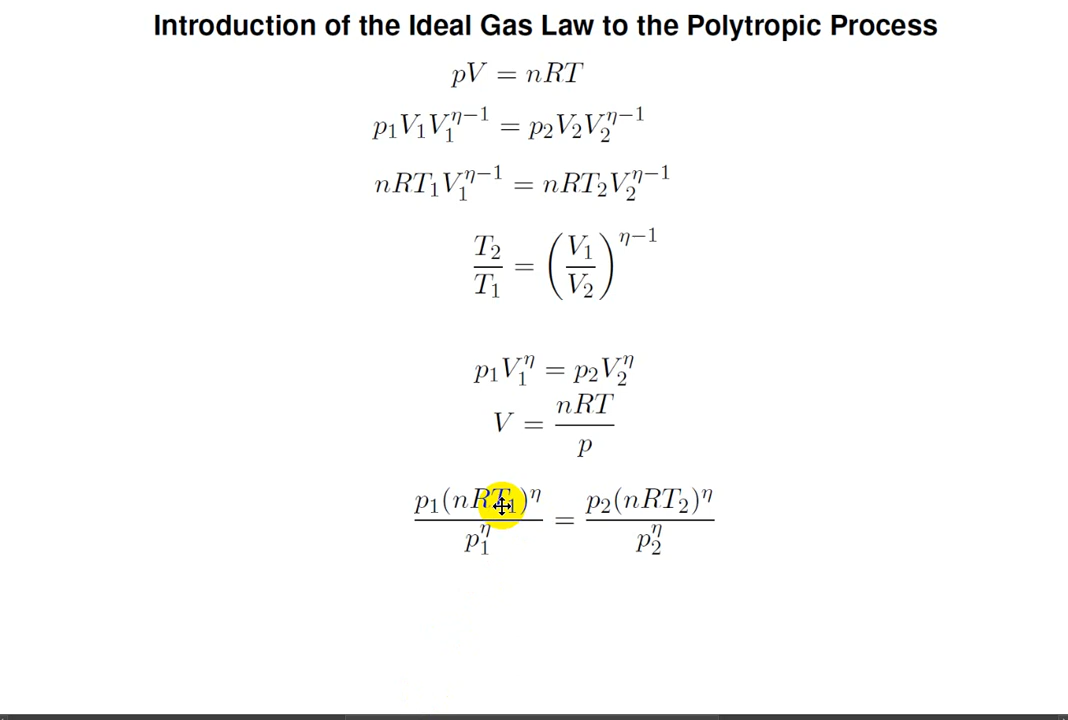 Introduction of the Ideal Gas Law to the Polytropic Process
pV = nRT
p₁V₁V₁^{η−1} = p₂V₂V₂^{η−1}
nRT₁V₁^{η−1} = nRT₂V₂^{η−1}
T₂/T₁ = (V₁/V₂)^{η−1}
p₁V₁^η = p₂V₂^η
V = nRT/p
p₁(nRT₁)^η/p₁^η = p₂(nRT₂)^η/p₂^η